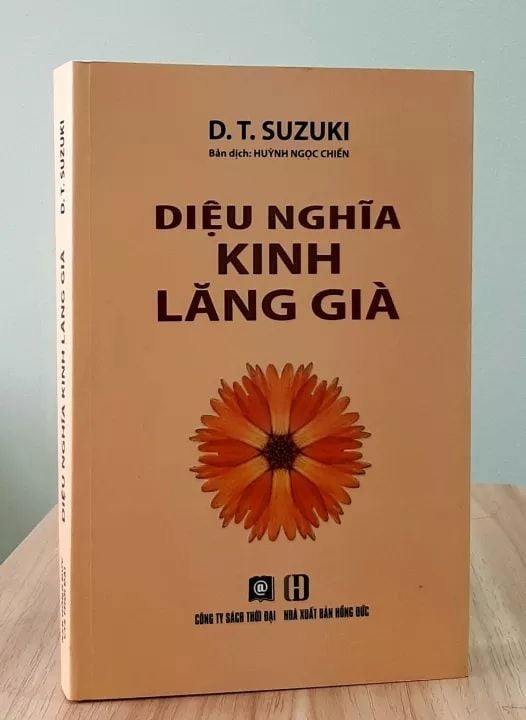 D. T. SUZUKI
Bản dịch: HUỲNH NGỌC CHIẾN
DIỆU NGHĨA
KINH
LĂNG GIÀ
@ H
CÔNG TY SÁCH THỜI ĐẠI NHÀ XUẤT BẢN HỒNG ĐỨC
D. T. SUZUKI
DIỆU NGHĨA KINH LĂNG GIÀ